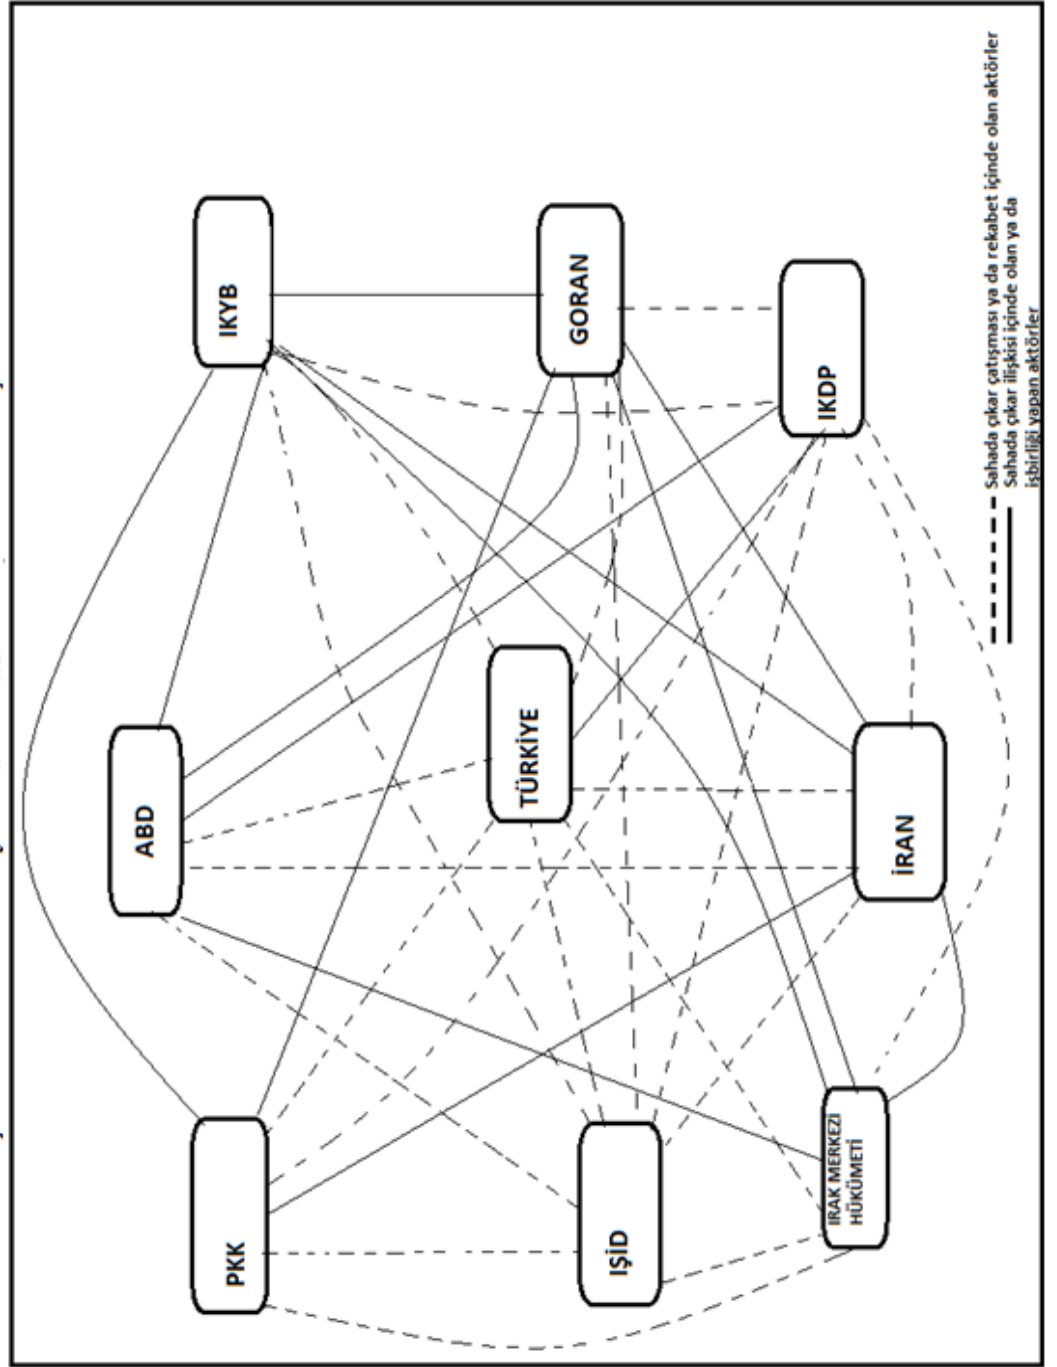 PKK
ABD
IKYB
IŞİD
TÜRKİYE
GORAN
IRAK MERKEZİ
HÜKÜMETİ
İRAN
IKDP
Sahada çıkar çatışması ya da rekabet içinde olan aktörler
Sahada çıkar ilişkisi içinde olan ya da
işbirliği yapan aktörler